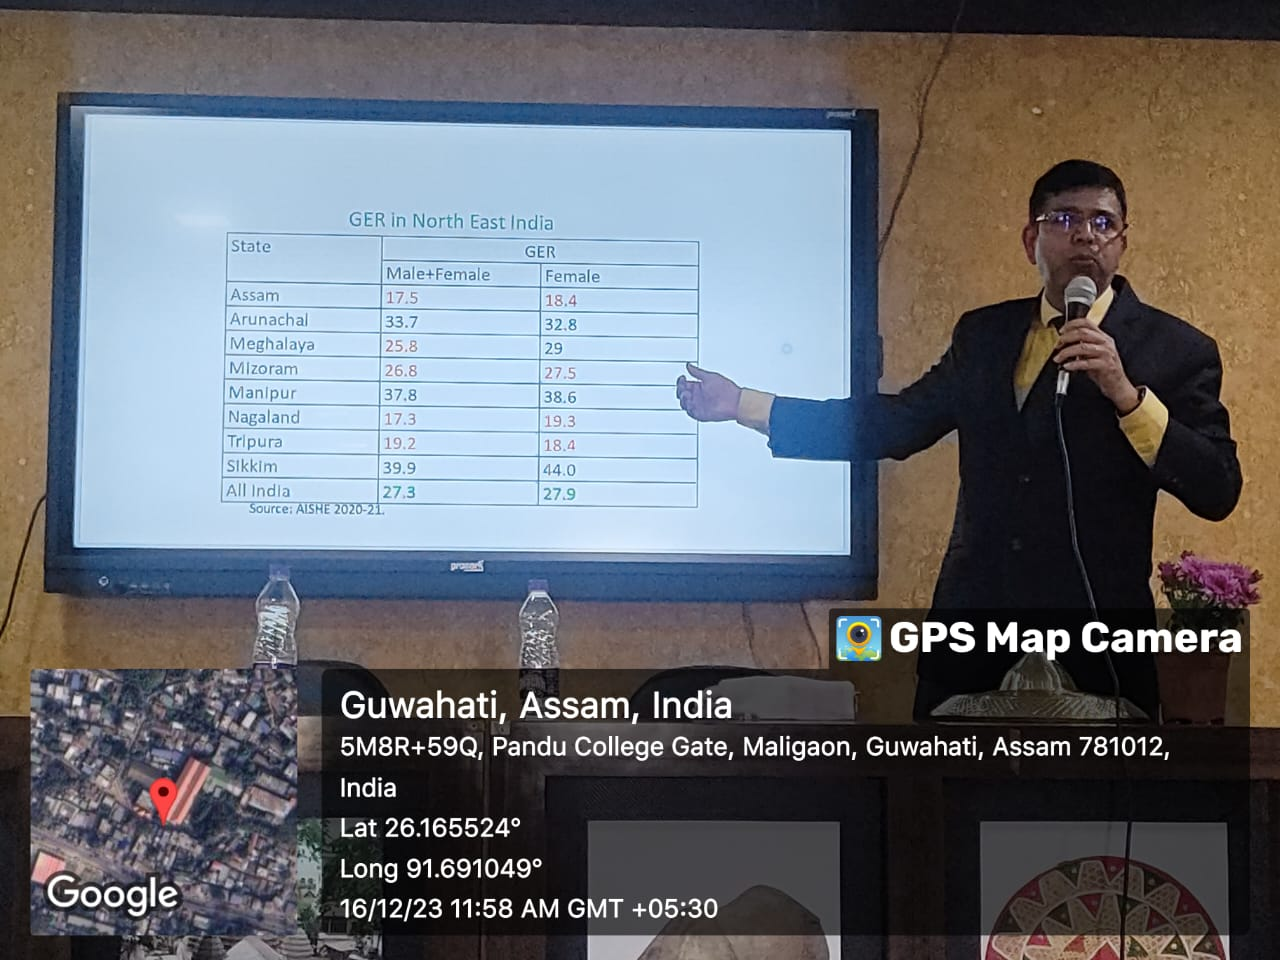 GER in North East India
State GER
Male+Female Female
Assam 17.5 18.4
Arunachal 33.7 32.8
Meghalaya 25.8 29
Mizoram 26.8 27.5
Manipur 37.8 38.6
Nagaland 17.3 19.3
Tripura 19.2 18.4
Sikkim 39.9 44.0
All India 27.3 27.9
Source: AISHE 2020-21.
GPS Map Camera
Guwahati, Assam, India
5M8R+59Q, Pandu College Gate, Maligaon, Guwahati, Assam 781012,
India
Lat 26.165524°
Long 91.691049°
16/12/23 11:58 AM GMT +05:30
Google